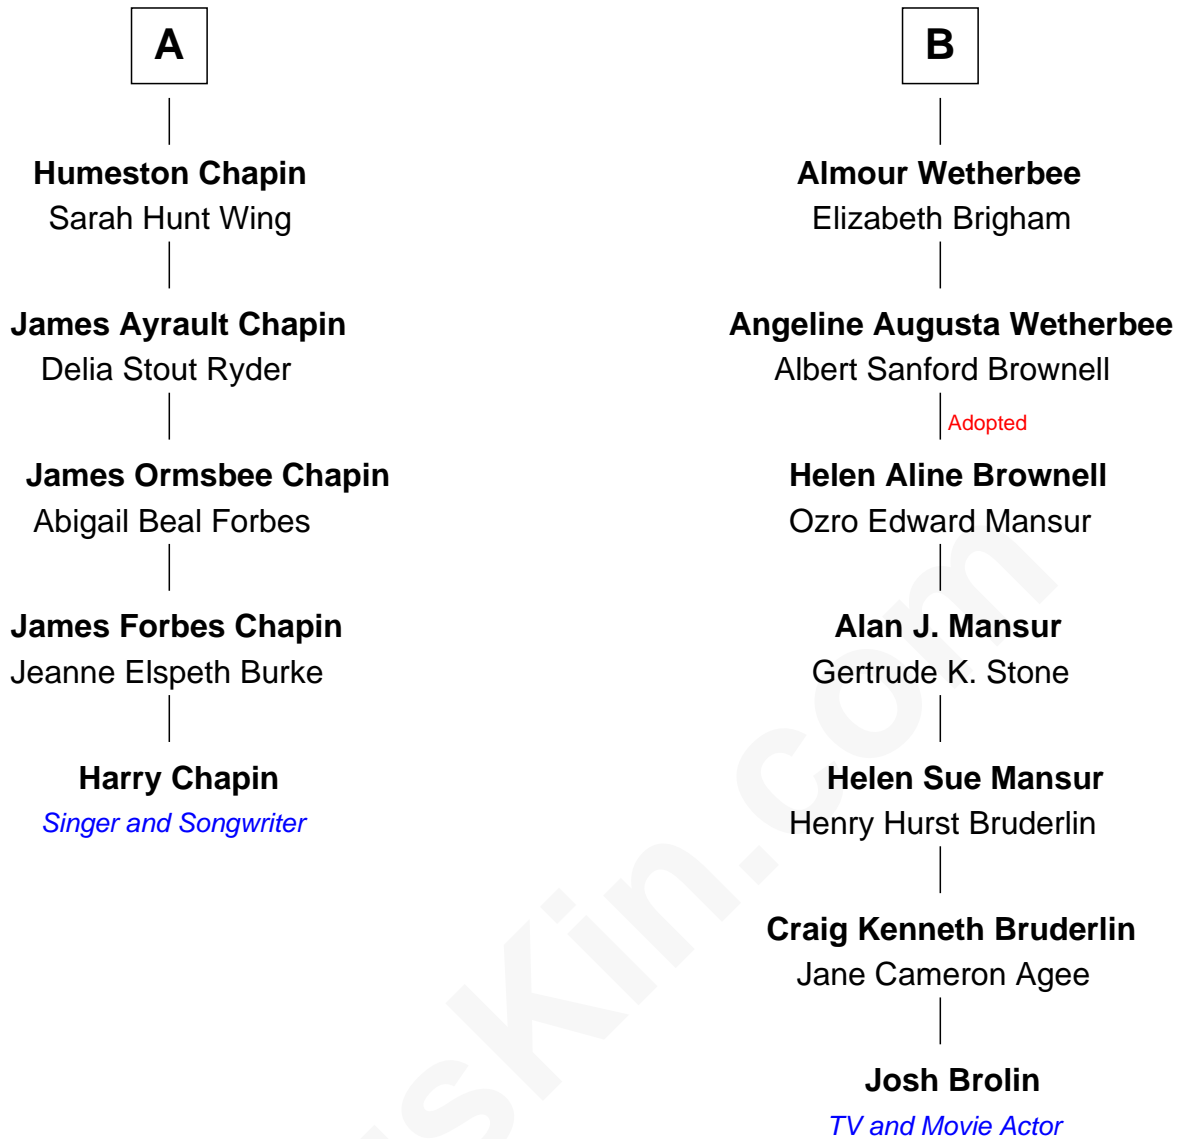 A
Humeston Chapin
Sarah Hunt Wing
James Ayrault Chapin
Delia Stout Ryder
James Ormsbee Chapin
Abigail Beal Forbes
James Forbes Chapin
Jeanne Elspeth Burke
Harry Chapin
Singer and Songwriter
B
Almour Wetherbee
Elizabeth Brigham
Angeline Augusta Wetherbee
Albert Sanford Brownell
Adopted
Helen Aline Brownell
Ozro Edward Mansur
Alan J. Mansur
Gertrude K. Stone
Helen Sue Mansur
Henry Hurst Bruderlin
Craig Kenneth Bruderlin
Jane Cameron Agee
Josh Brolin
TV and Movie Actor
usKin.com